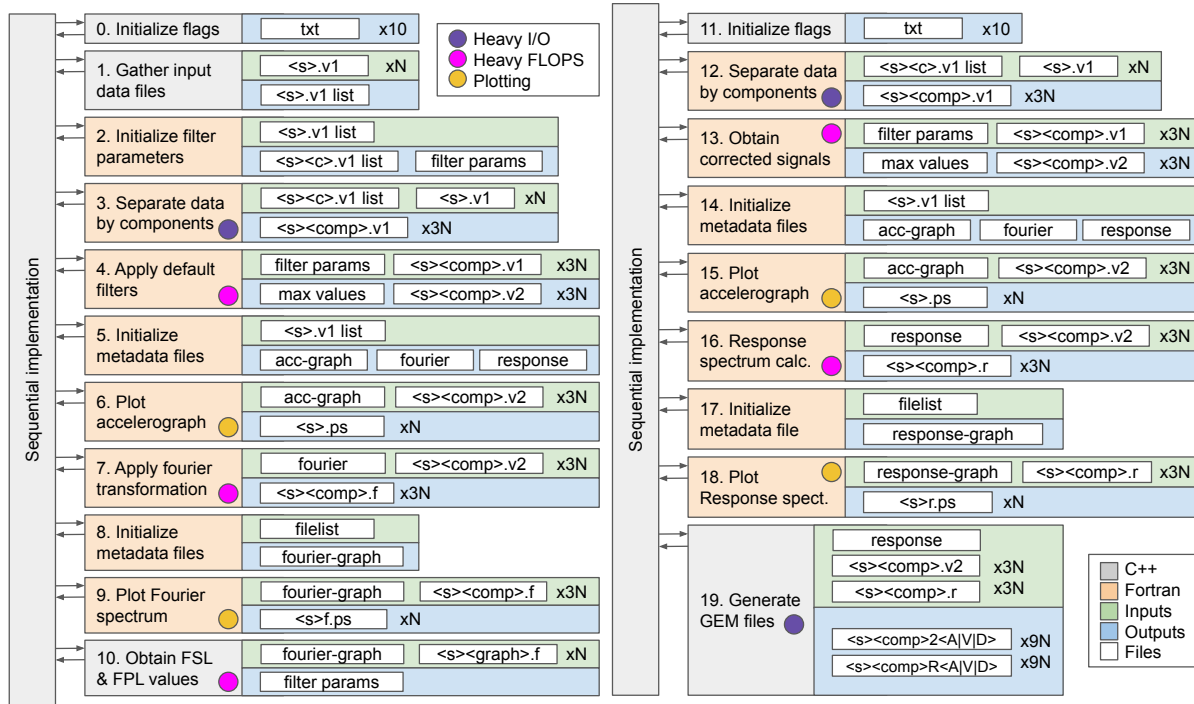 Sequential implementation
0. Initialize flags
txt
x10
1. Gather input
data files
<s>.v1
xN
<s>.v1 list
2. Initialize filter
parameters
<s>.v1 list
<s><c>.v1 list
filter params
3. Separate data
by components
<s><c>.v1 list
<s>.v1
xN
<s><comp>.v1
x3N
4. Apply default
filters
filter params
<s><comp>.v1
x3N
max values
<s><comp>.v2
x3N
5. Initialize
metadata files
<s>.v1 list
acc-graph
fourier
response
6. Plot
accelerograph
acc-graph
<s><comp>.v2
x3N
<s>.ps
xN
7. Apply fourier
transformation
fourier
<s><comp>.v2
x3N
<s><comp>.f
x3N
8. Initialize
metadata files
filelist
fourier-graph
9. Plot Fourier
spectrum
fourier-graph
<s><comp>.f
x3N
<s>f.ps
xN
10. Obtain FSL
& FPL values
fourier-graph
<s><graph>.f
xN
filter params
Heavy I/O
Heavy FLOPS
Plotting
Sequential implementation
11. Initialize flags
txt
x10
12. Separate data
by components
<s><c>.v1 list
<s>.v1
xN
<s><comp>.v1
x3N
13. Obtain
corrected signals
filter params
<s><comp>.v1
x3N
max values
<s><comp>.v2
x3N
14. Initialize
metadata files
<s>.v1 list
acc-graph
fourier
response
15. Plot
accelerograph
acc-graph
<s><comp>.v2
x3N
<s>.ps
xN
16. Response
spectrum calc.
response
<s><comp>.v2
x3N
<s><comp>.r
x3N
17. Initialize
metadata file
filelist
response-graph
18. Plot
Response spect.
response-graph
<s><comp>.r
x3N
<s>r.ps
xN
19. Generate
GEM files
response
<s><comp>.v2
x3N
<s><comp>.r
x3N
<s><comp>2<A|V|D>
x9N
<s><comp>R<A|V|D>
x9N
C++
Fortran
Inputs
Outputs
Files